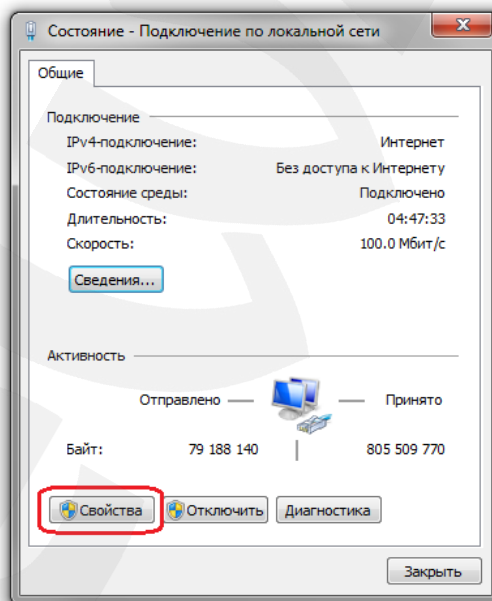 Состояние - Подключение по локальной сети
Общие
Подключение
IPv4-подключение: Интернет
IPv6-подключение: Без доступа к Интернету
Состояние среды: Подключено
Длительность: 04:47:33
Скорость: 100.0 Мбит/с
Сведения...
Активность
Отправлено — — Принято
Байт: 79 188 140 | 805 509 770
Свойства Отключить Диагностика
Закрыть